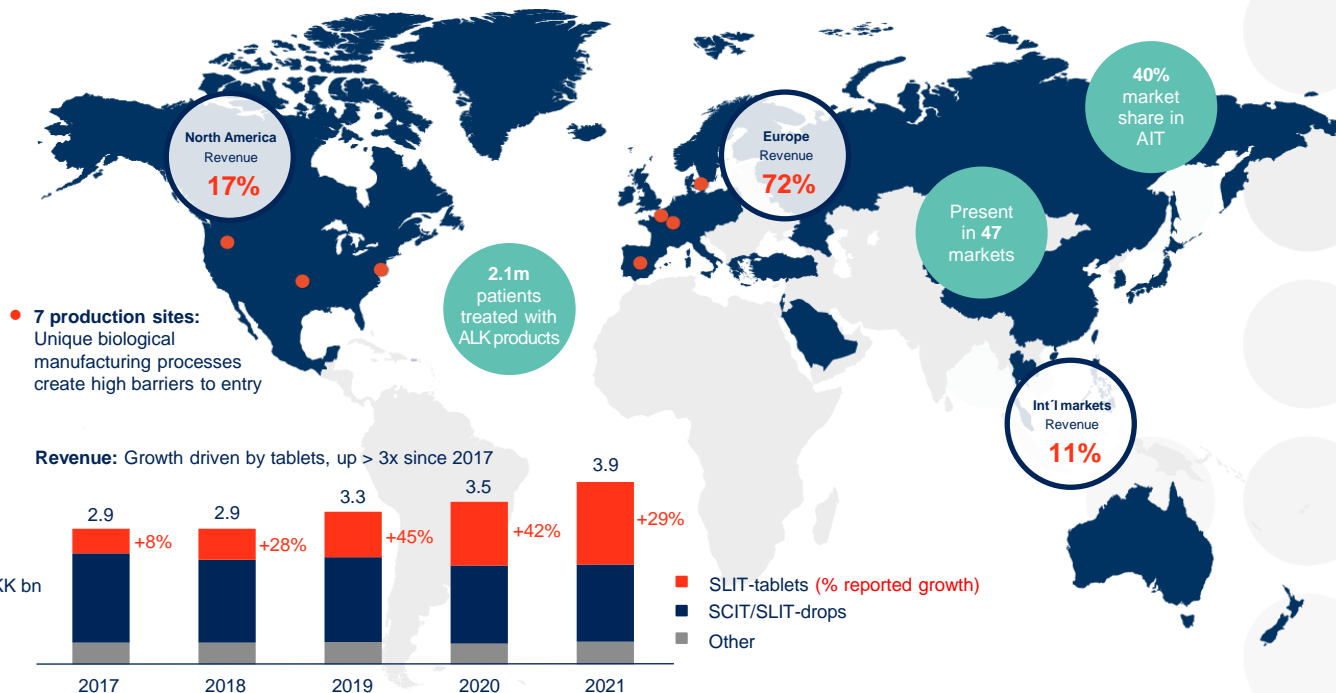 North America
Revenue
17%
Europe
Revenue
72%
40%
market
share in
AIT
Present
in 47
markets
2.1m
patients
treated with
ALK products
7 production sites:
Unique biological
manufacturing processes
create high barriers to entry
Int´l markets
Revenue
11%
Revenue: Growth driven by tablets, up > 3x since 2017
2.9
2.9
3.3
3.5
3.9
+8%
+28%
+45%
+42%
+29%
KK bn
SLIT-tablets (% reported growth)
SCIT/SLIT-drops
Other
2017
2018
2019
2020
2021